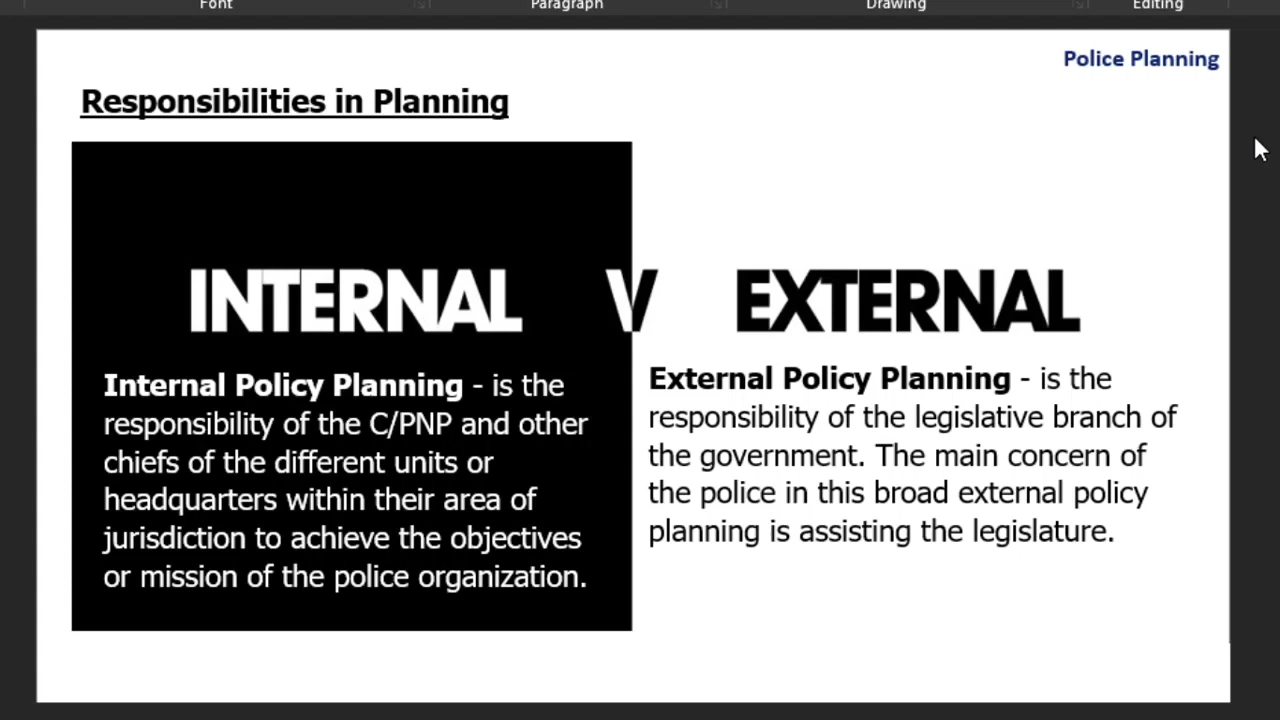 Font Paragraph Drawing Editing
Police Planning
Responsibilities in Planning
INTERNAL V EXTERNAL
Internal Policy Planning - is the
responsibility of the C/PNP and other
chiefs of the different units or
headquarters within their area of
jurisdiction to achieve the objectives
or mission of the police organization.
External Policy Planning - is the
responsibility of the legislative branch of
the government. The main concern of
the police in this broad external policy
planning is assisting the legislature.